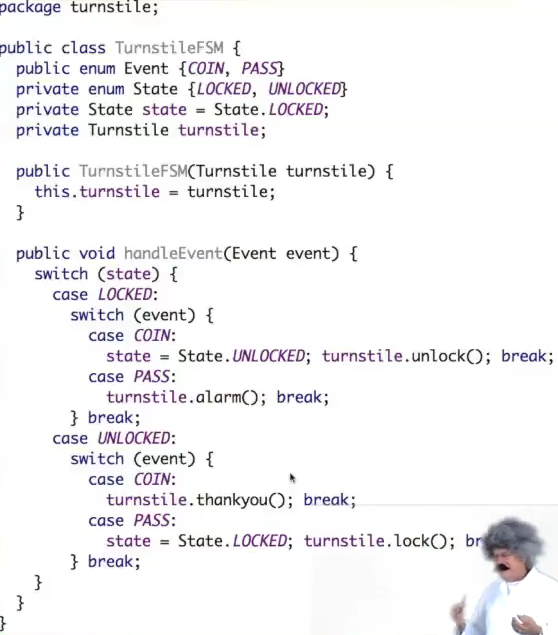 package turnstile;
public class TurnstileFSM {
public enum Event {COIN, PASS}
private enum State {LOCKED, UNLOCKED}
private State state = State.LOCKED;
private Turnstile turnstile;
public TurnstileFSM(Turnstile turnstile) {
this.turnstile = turnstile;
}
public void handleEvent(Event event) {
switch (state) {
case LOCKED:
switch (event) {
case COIN:
state = State.UNLOCKED; turnstile.unlock(); break;
case PASS:
turnstile.alarm(); break;
} break;
case UNLOCKED:
switch (event) {
case COIN:
turnstile.thankyou(); break;
case PASS:
state = State.LOCKED; turnstile.lock(); br
} break;
}
}
}